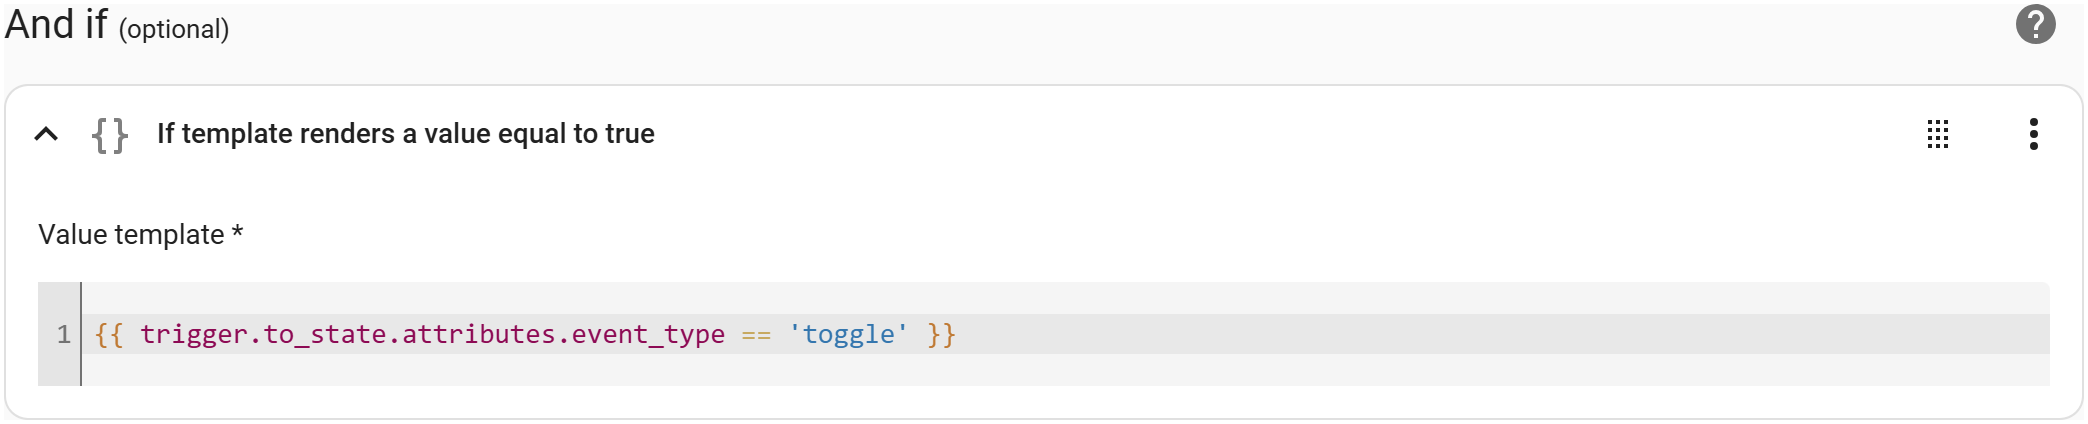 And if (optional)
If template renders a value equal to true
Value template *
1 {{ trigger.to_state.attributes.event_type == 'toggle' }}